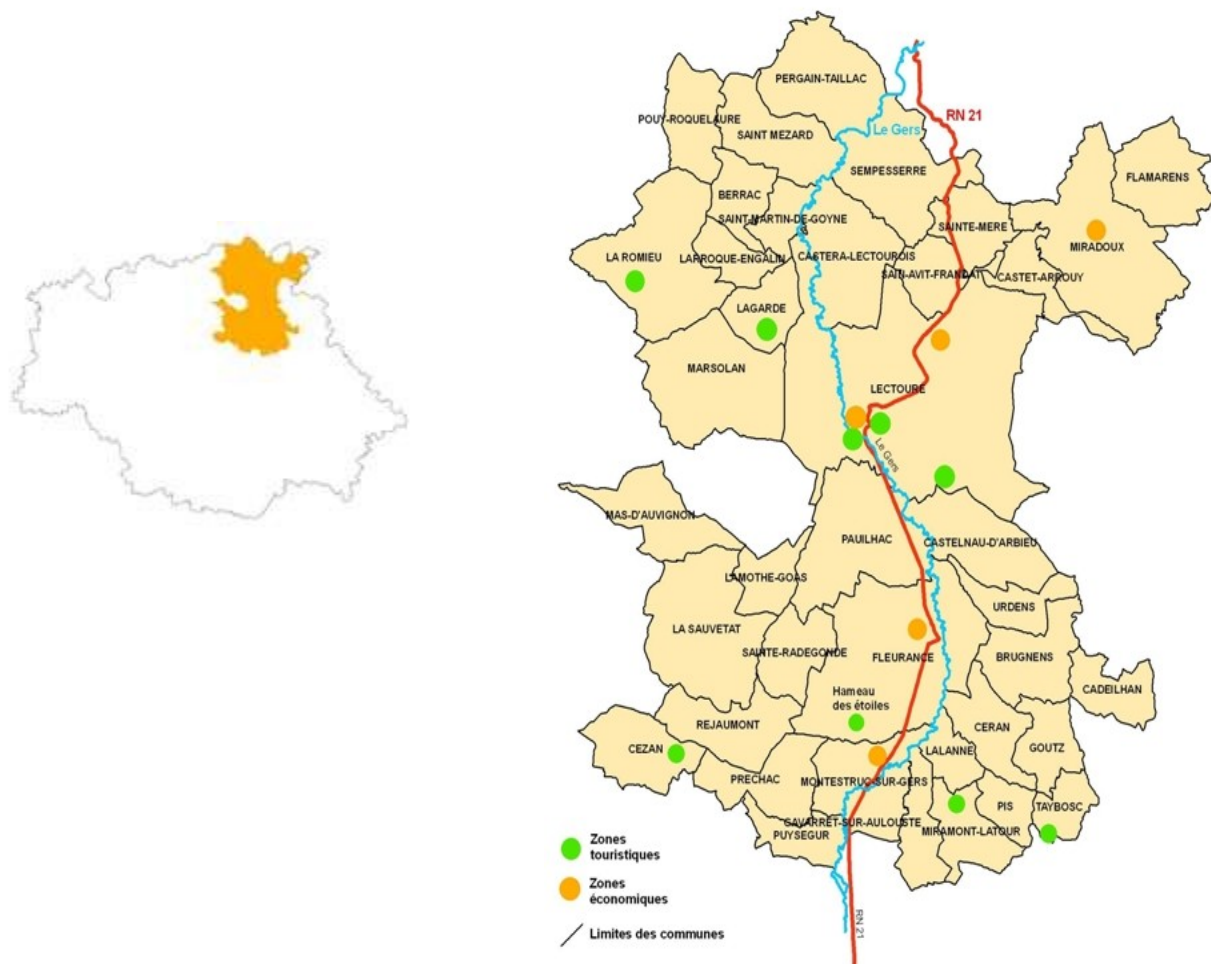 PERGAIN-TAILLAC
RN 21
POUY-ROQUELAURE
Le Gers
SAINT MEZARD
SEMPESSERRE
FLAMARENS
BERRAC
SAINT-MARTIN-DE-GOYNE
SAINTE-MERE
MIRADOUX
LA ROMIEU
LARROQUE-ENGALIN
CASTERA-LECTOUROIS
SAIN-AVIT-FRANDAT
CASTET-ARROUY
LAGARDE
MARSOLAN
LECTOURE
Le Gers
MAS-D'AUVIGNON
PAUILHAC
CASTELNAU-D'ARBIEU
LAMOTHE-GOAS
URDENS
LA SAUVETAT
SAINTE-RADEGONDE
FLEURANCE
BRUGNENS
CADEILHAN
Hameau
des étoiles
REJAUMONT
CERAN
CEZAN
LALANNE
GOUTZ
PRECHAC
MONTESTRUC-SUR-GERS
PIS
TAYBOSC
GAVARRET-SUR-AULOUSTE
PUYSEGUR
MIRAMONT-LATOUR
Zones
touristiques
Zones
économiques
Limites des communes
RN 21